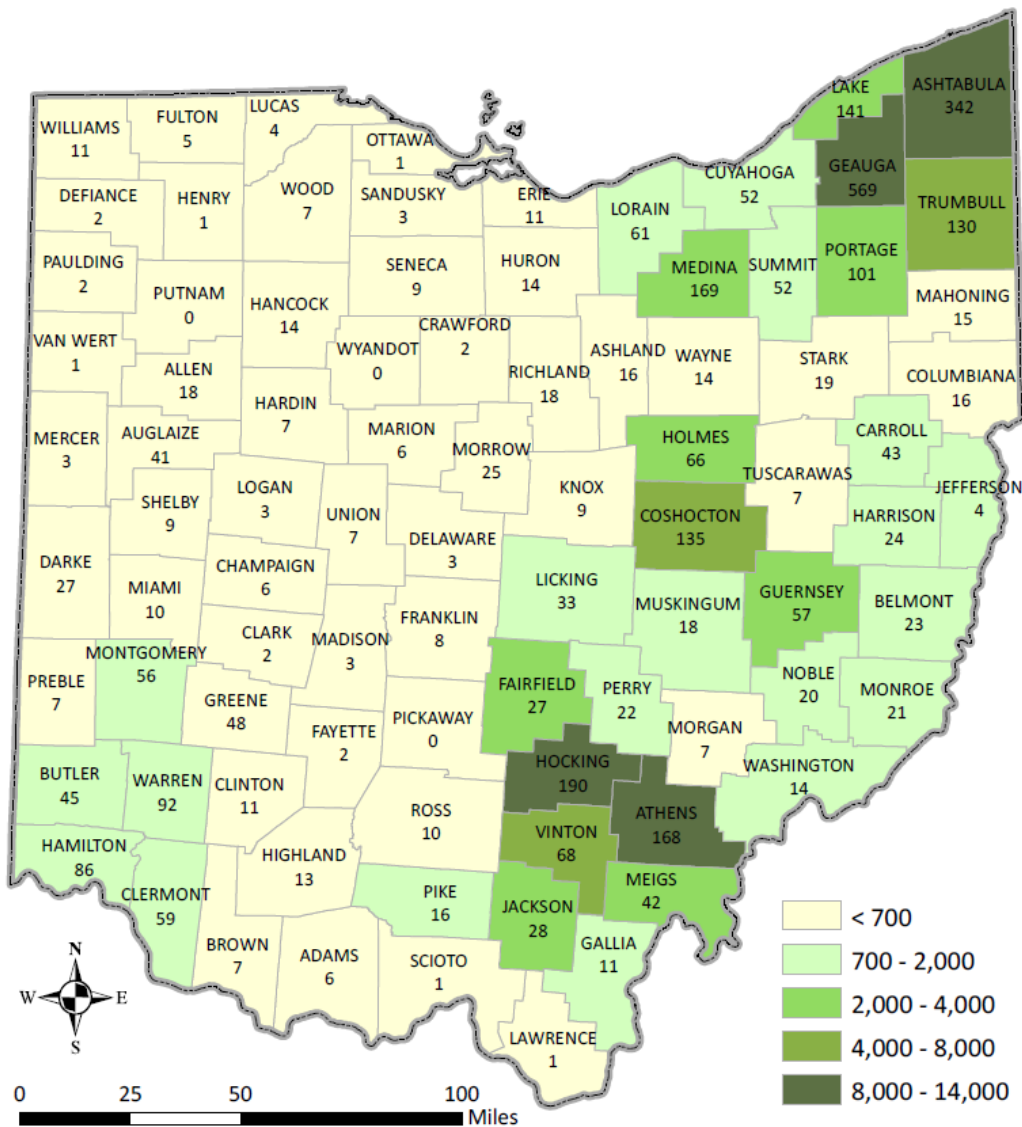 LAKE
141
ASHTABULA
342
LUCAS
4
FULTON
5
WILLIAMS
11
OTTAWA
1
GEAUGA
569
CUYAHOGA
52
WOOD
7
DEFIANCE
2
HENRY
1
SANDUSKY
3
ERIE
11
LORAIN
61
TRUMBULL
130
PORTAGE
101
PAULDING
2
SENECA
9
HURON
14
MEDINA
169
SUMMIT
52
PUTNAM
0
HANCOCK
14
MAHONING
15
VAN WERT
1
WYANDOT
0
CRAWFORD
2
RICHLAND
18
ASHLAND
16
WAYNE
14
STARK
19
COLUMBIANA
16
ALLEN
18
HARDIN
7
MERCER
3
AUGLAIZE
41
MARION
6
MORROW
25
HOLMES
66
CARROLL
43
TUSCARAWAS
7
JEFFERSON
4
SHELBY
9
LOGAN
3
UNION
7
KNOX
9
COSHOCTON
135
HARRISON
24
DELAWARE
3
DARKE
27
CHAMPAIGN
6
MIAMI
10
LICKING
33
MUSKINGUM
18
GUERNSEY
57
BELMONT
23
FRANKLIN
8
CLARK
2
MADISON
3
MONTGOMERY
56
PREBLE
7
FAIRFIELD
27
PERRY
22
NOBLE
20
MONROE
21
GREENE
48
PICKAWAY
0
FAYETTE
2
MORGAN
7
HOCKING
190
WASHINGTON
14
BUTLER
45
WARREN
92
CLINTON
11
ROSS
10
ATHENS
168
VINTON
68
HAMILTON
86
HIGHLAND
13
MEIGS
42
CLERMONT
59
PIKE
16
JACKSON
28
GALLIA
11
BROWN
7
ADAMS
6
SCIOTO
1
LAWRENCE
1
< 700
700 - 2,000
2,000 - 4,000
4,000 - 8,000
8,000 - 14,000
N
W E
S
0 25 50 100
Miles